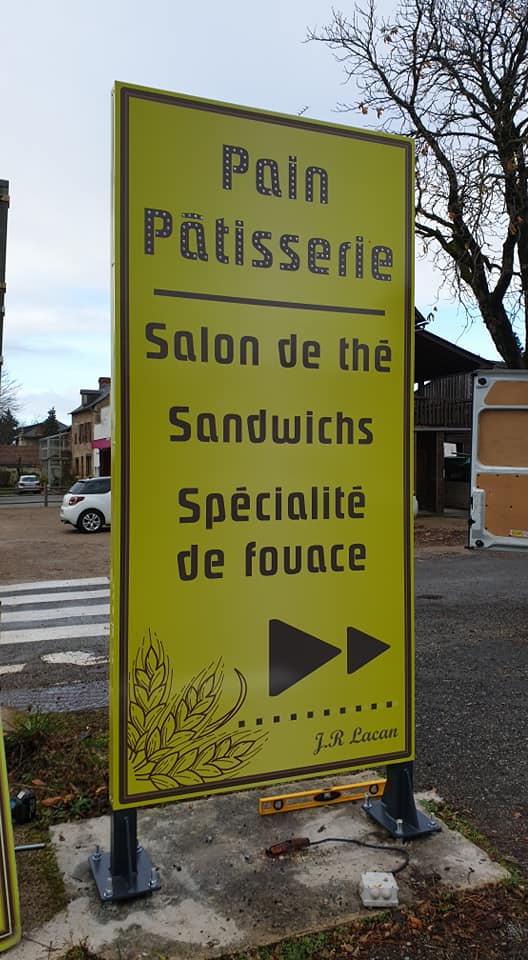 Pain
Pâtisserie
Salon de thé
Sandwichs
Spécialité
de fouace
J.R Lacan